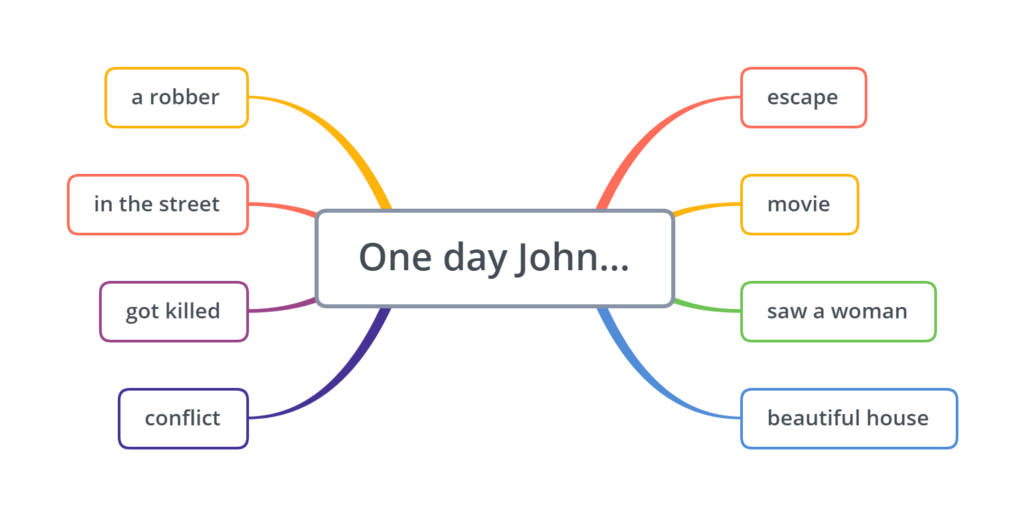 One day John...
a robber
in the street
got killed
conflict
escape
movie
saw a woman
beautiful house